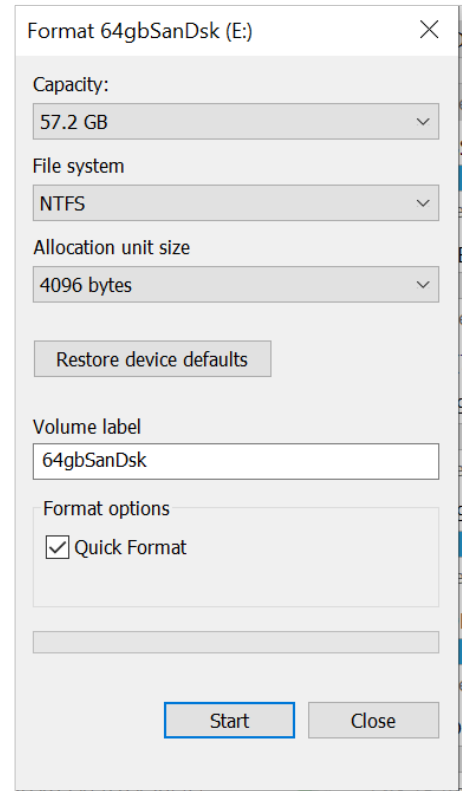 Format 64gbSanDsk (E:)
Capacity:
57.2 GB
File system
NTFS
Allocation unit size
4096 bytes
Restore device defaults
Volume label
64gbSanDsk
Format options
Quick Format
Start
Close